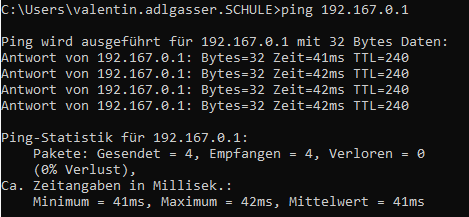 C:\Users\valentin.adlgasser.SCHULE>ping 192.167.0.1
Ping wird ausgeführt für 192.167.0.1 mit 32 Bytes Daten:
Antwort von 192.167.0.1: Bytes=32 Zeit=41ms TTL=240
Antwort von 192.167.0.1: Bytes=32 Zeit=42ms TTL=240
Antwort von 192.167.0.1: Bytes=32 Zeit=42ms TTL=240
Antwort von 192.167.0.1: Bytes=32 Zeit=42ms TTL=240
Ping-Statistik für 192.167.0.1:
Pakete: Gesendet = 4, Empfangen = 4, Verloren = 0
(0% Verlust),
Ca. Zeitangaben in Millisek.:
Minimum = 41ms, Maximum = 42ms, Mittelwert = 41ms